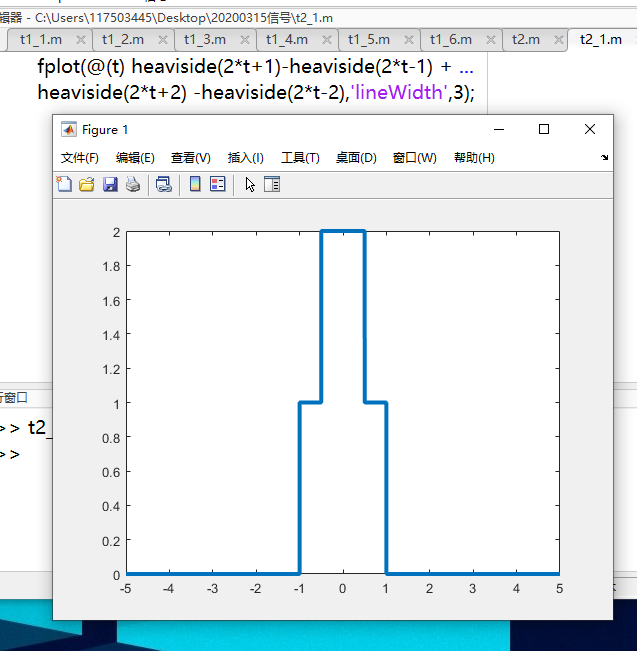 编辑器 - C:\Users\117503445\Desktop\20200315信号\t2_1.m
t1_1.m t1_2.m t1_3.m t1_4.m t1_5.m t1_6.m t2.m t2_1.m
fplot(@(t) heaviside(2*t+1)-heaviside(2*t-1) + ...
heaviside(2*t+2) -heaviside(2*t-2),'lineWidth',3);
Figure 1
文件(F) 编辑(E) 查看(V) 插入(I) 工具(T) 桌面(D) 窗口(W) 帮助(H)
2
1.8
1.6
1.4
1.2
1
0.8
0.6
0.4
0.2
0
-5 -4 -3 -2 -1 0 1 2 3 4 5
行窗口
>> t2_
>>